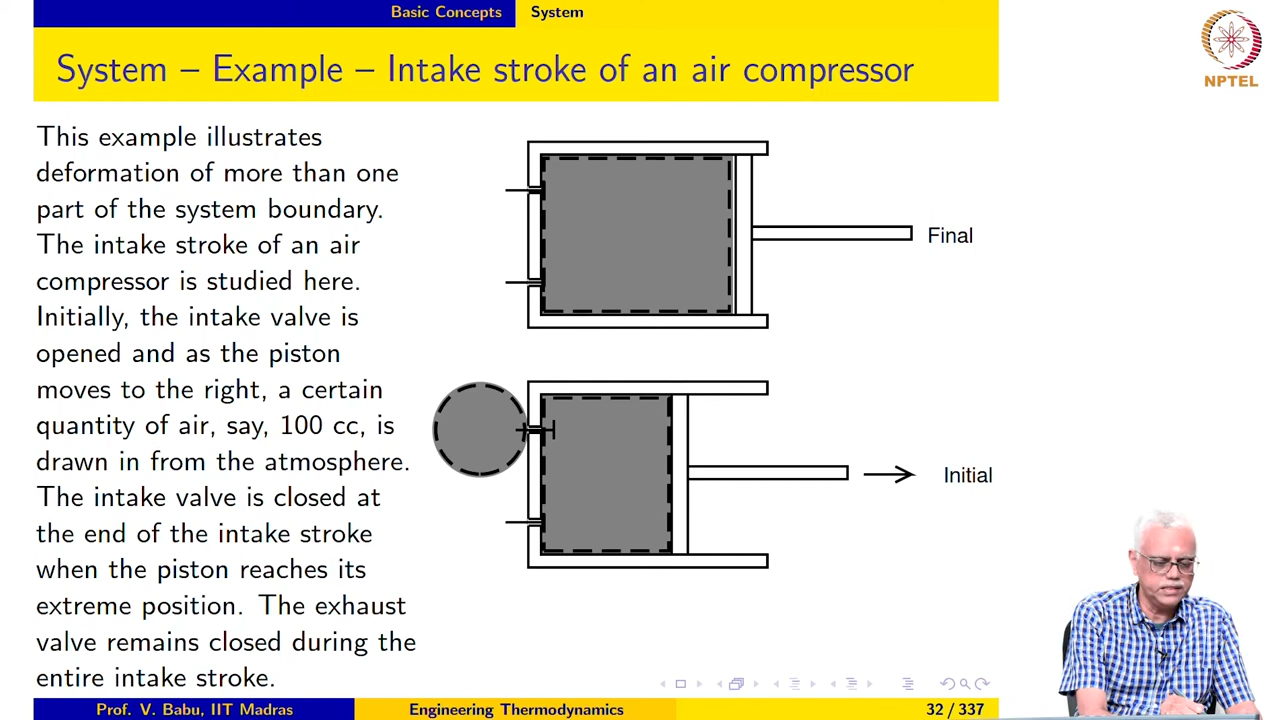 Basic Concepts System
NPTEL
System – Example – Intake stroke of an air compressor
This example illustrates
deformation of more than one
part of the system boundary.
The intake stroke of an air
compressor is studied here.
Initially, the intake valve is
opened and as the piston
moves to the right, a certain
quantity of air, say, 100 cc, is
drawn in from the atmosphere.
The intake valve is closed at
the end of the intake stroke
when the piston reaches its
extreme position. The exhaust
valve remains closed during the
entire intake stroke.
Final
Initial
Prof. V. Babu, IIT Madras Engineering Thermodynamics 32 / 337